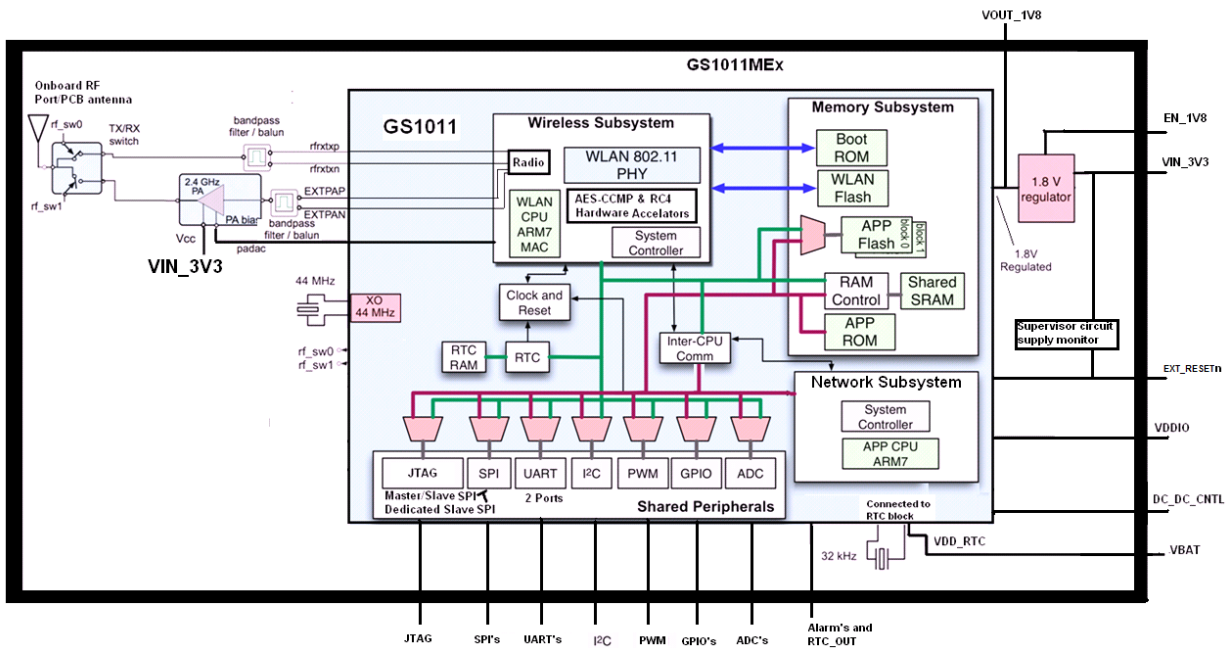 VOUT_1V8
GS1011MEx
Onboard RF
Port/PCB antenna
rf_sw0
TX/RX
switch
rf_sw1
bandpass
filter / balun
rfrxtxp
rfrxtxn
2.4 GHz
PA
PA bias
EXTPAP
EXTPAN
bandpass
filter / balun
Vcc
padac
VIN_3V3
44 MHz
XO
44 MHz
rf_sw0
rf_sw1
GS1011
Wireless Subsystem
Radio
WLAN 802.11
PHY
WLAN
CPU
ARM7
MAC
AES-CCMP & RC4
Hardware Accelators
System
Controller
Clock and
Reset
RTC
RAM
RTC
Inter-CPU
Comm
Memory Subsystem
Boot
ROM
WLAN
Flash
APP
Flash
block 0
block 1
RAM
Control
Shared
SRAM
APP
ROM
Network Subsystem
System
Controller
APP CPU
ARM7
JTAG
SPI
UART
I²C
PWM
GPIO
ADC
Master/Slave SPI
Dedicated Slave SPI
2 Ports
Shared Peripherals
Connected to
RTC block
32 kHz
VDD_RTC
1.8 V
regulator
1.8V
Regulated
Supervisor circuit
supply monitor
EN_1V8
VIN_3V3
EXT_RESETn
VDDIO
DC_DC_CNTL
VBAT
JTAG
SPI's
UART's
I²C
PWM
GPIO's
ADC's
Alarm's and
RTC_OUT